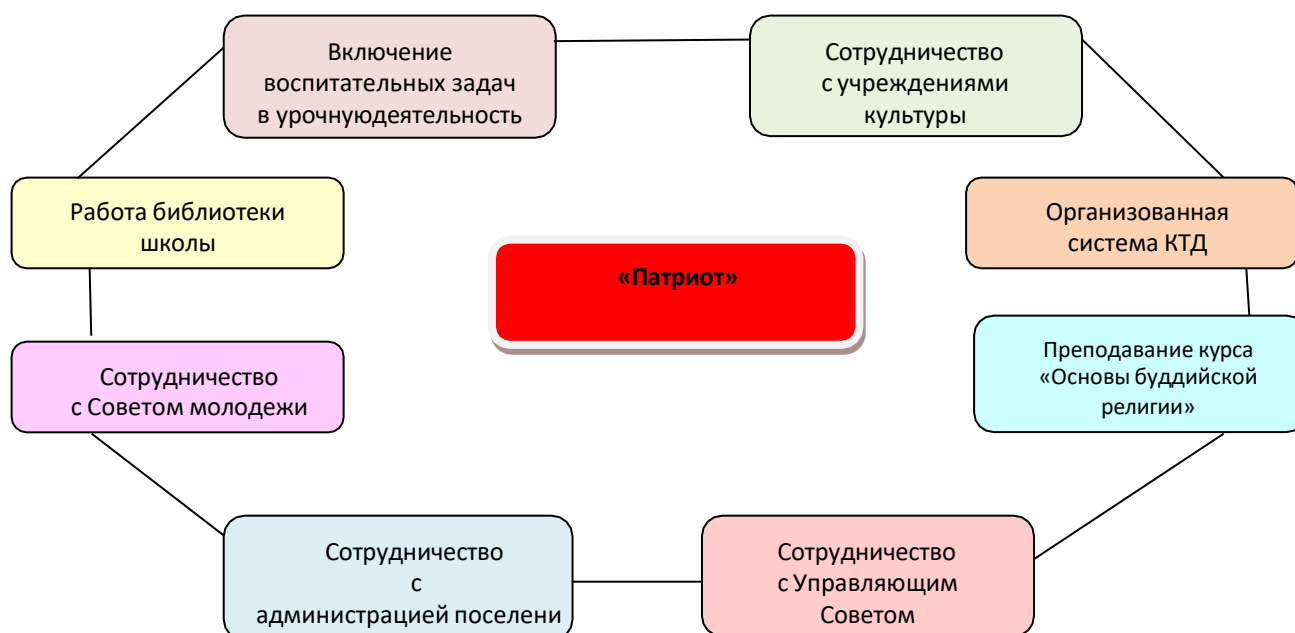 Включение
воспитательных задач
в урочнуюдеятельность
Сотрудничество
с учреждениями
культуры
Работа библиотеки
школы
«Патриот»
Организованная
система КТД
Сотрудничество
с Советом молодежи
Преподавание курса
«Основы буддийской
религии»
Сотрудничество
с
администрацией поселени
Сотрудничество
с Управляющим
Советом